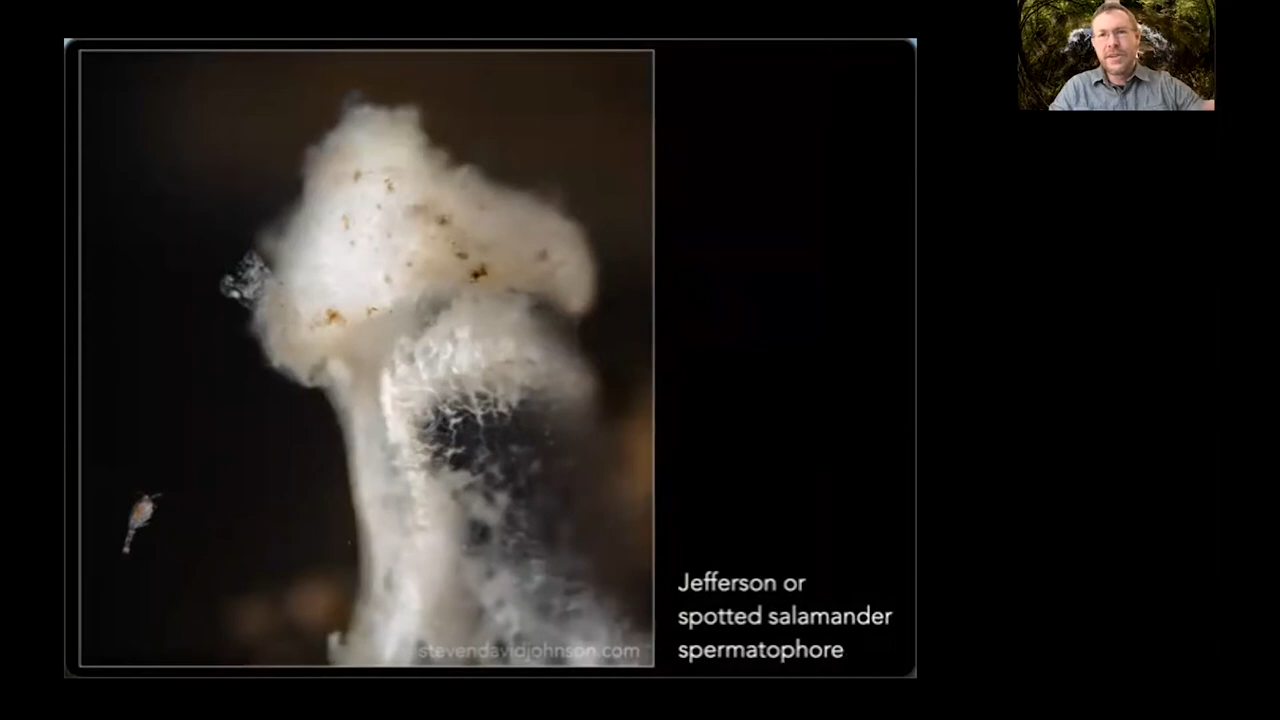 stevendavidjohnson.com
Jefferson or
spotted salamander
spermatophore